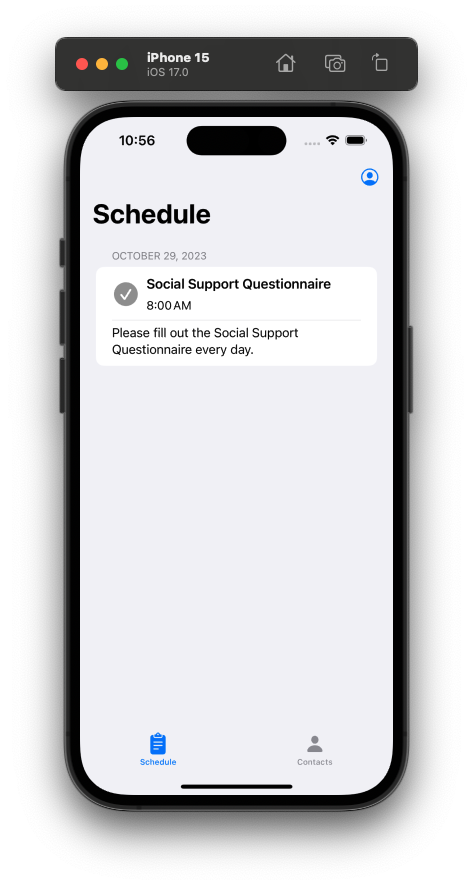 iPhone 15
iOS 17.0
10:56
Schedule
OCTOBER 29, 2023
Social Support Questionnaire
8:00 AM
Please fill out the Social Support
Questionnaire every day.
Schedule
Contacts